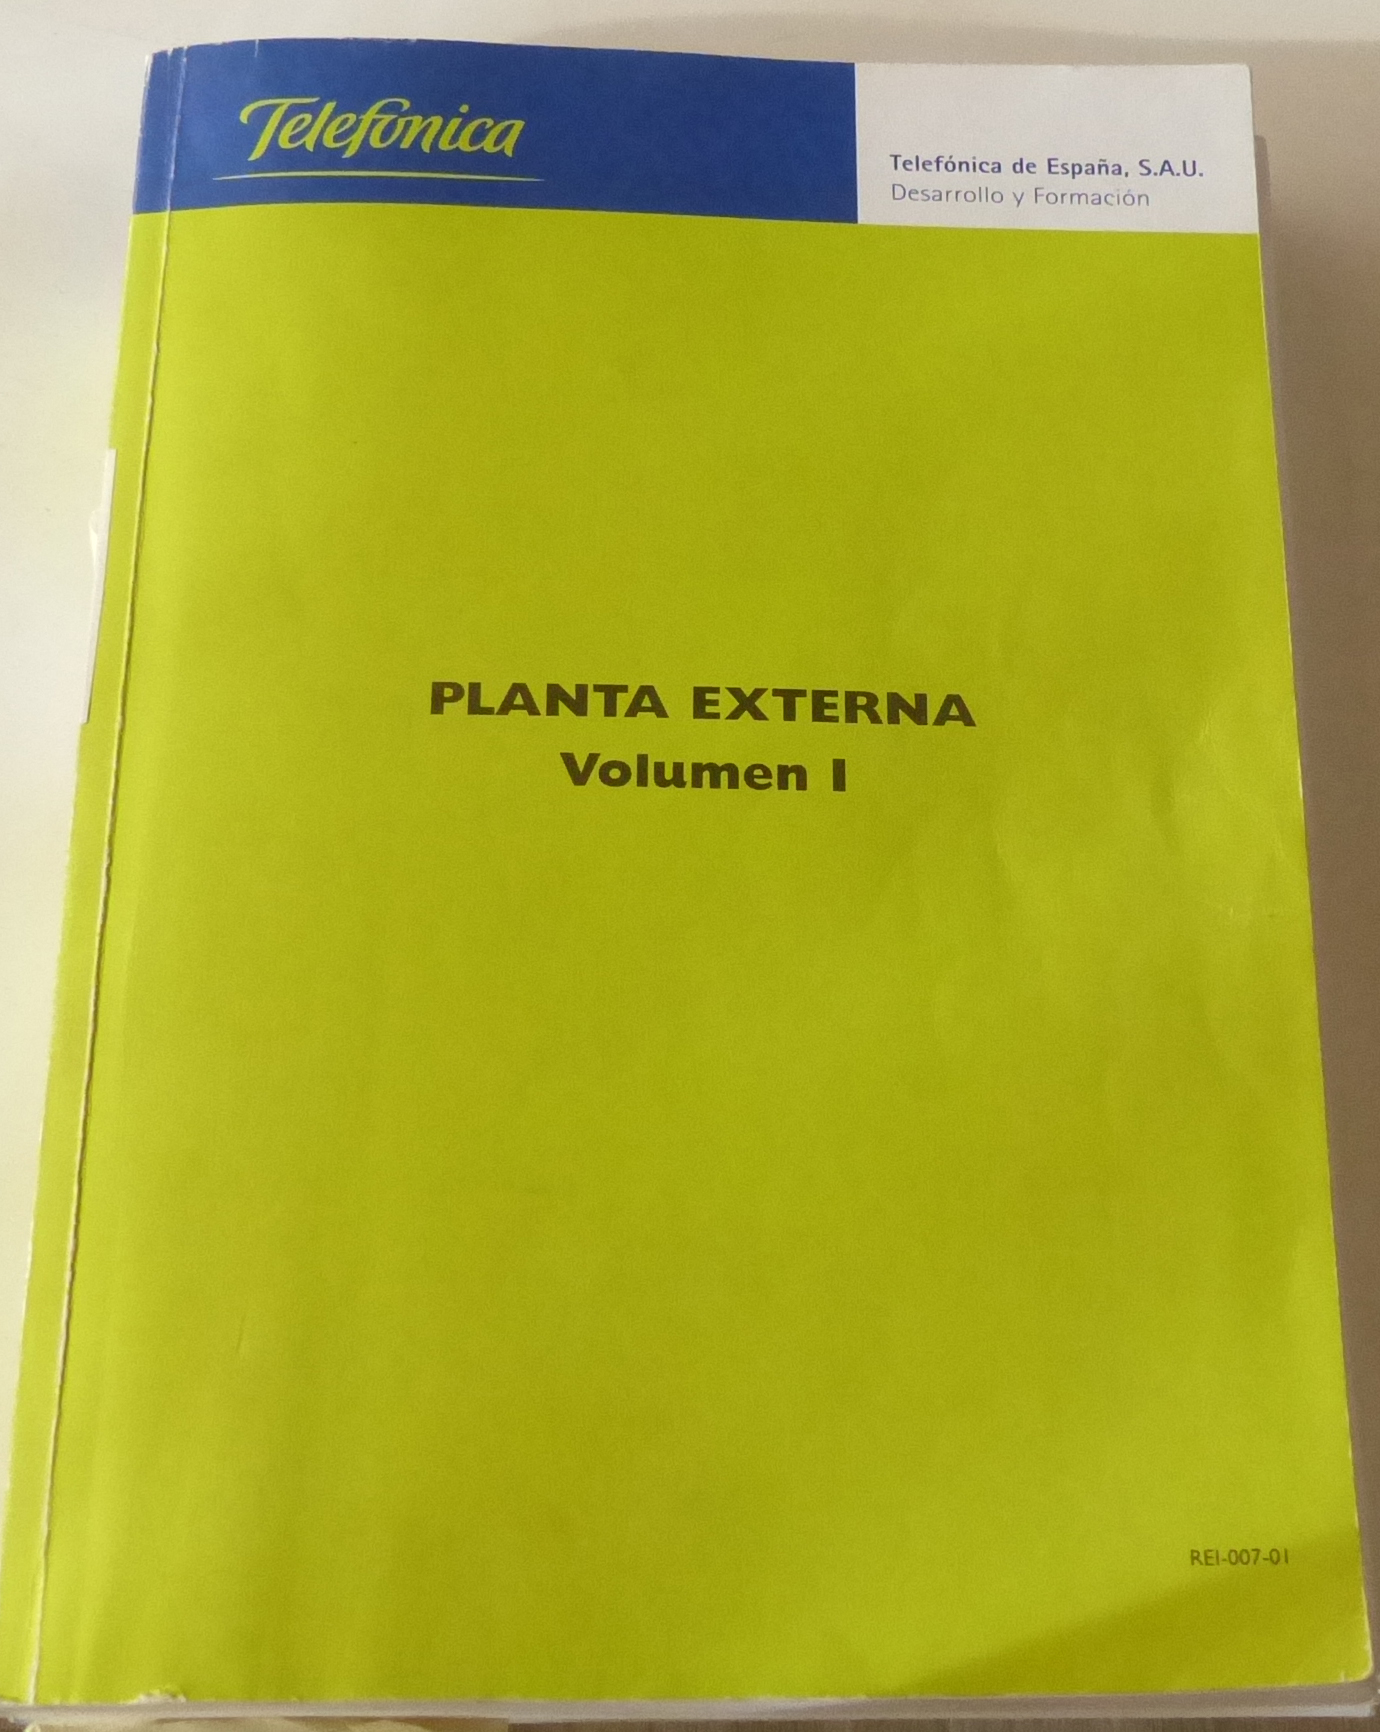 Telefónica
Telefónica de España, S.A.U.
Desarrollo y Formación
PLANTA EXTERNA
Volumen I
REI-007-01